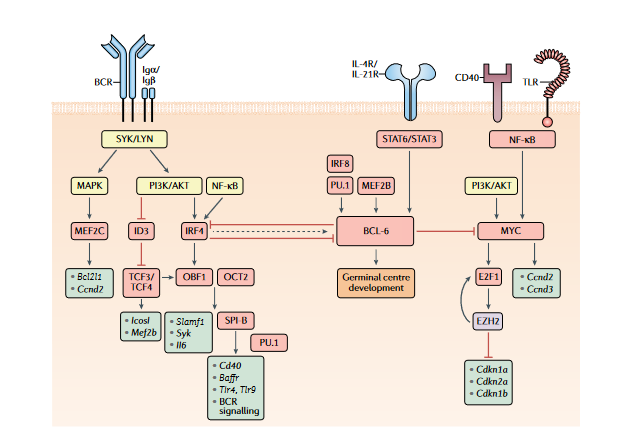 BCR
Igα/
Igβ
IL-4R/
IL-21R
CD40
TLR
SYK/LYN
STAT6/STAT3
NF-κB
IRF8
MAPK
PI3K/AKT
NF-κB
PU.1
MEF2B
PI3K/AKT
MEF2C
ID3
IRF4
BCL-6
MYC
• Bcl2l1
• Ccnd2
TCF3/
TCF4
OBF1
OCT2
Germinal centre
development
E2F1
• Ccnd2
• Ccnd3
• Icosl
• Mef2b
• Slamf1
• Syk
• Il6
SPI-B
PU.1
EZH2
• Cd40
• Baffr
• Tlr4, Tlr9
• BCR
signalling
• Cdkn1a
• Cdkn2a
• Cdkn1b